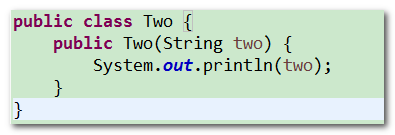 public class Two {
    public Two(String two) {
        System.out.println(two);
    }
}